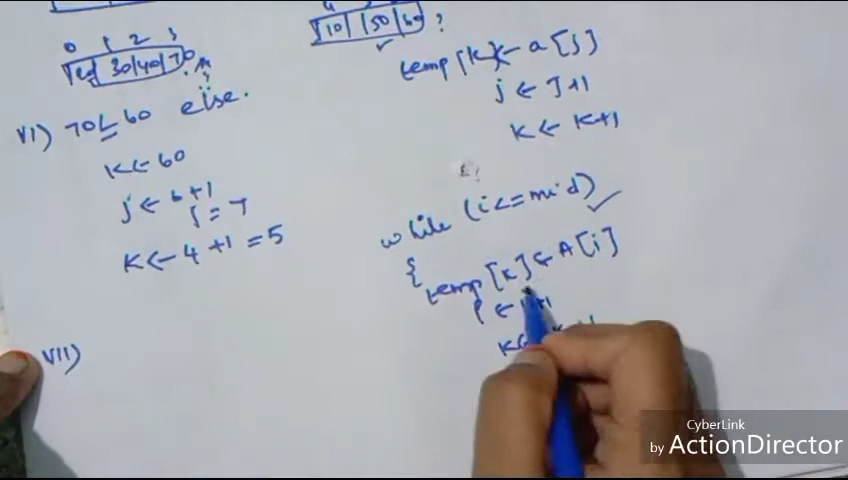 0 1 2 3
30 | 40 | 70
10 | | 50 | 60 ?
temp [k] ← a [j]
j ← J+1
k ← k+1
VI) 70 ≤ 60 else.
k ← 60
j ← 6+1
j = 7
k ← 4 + 1 = 5
while (i <= mid)
{
temp [k] ← A [i]
VII)
CyberLink
by ActionDirector